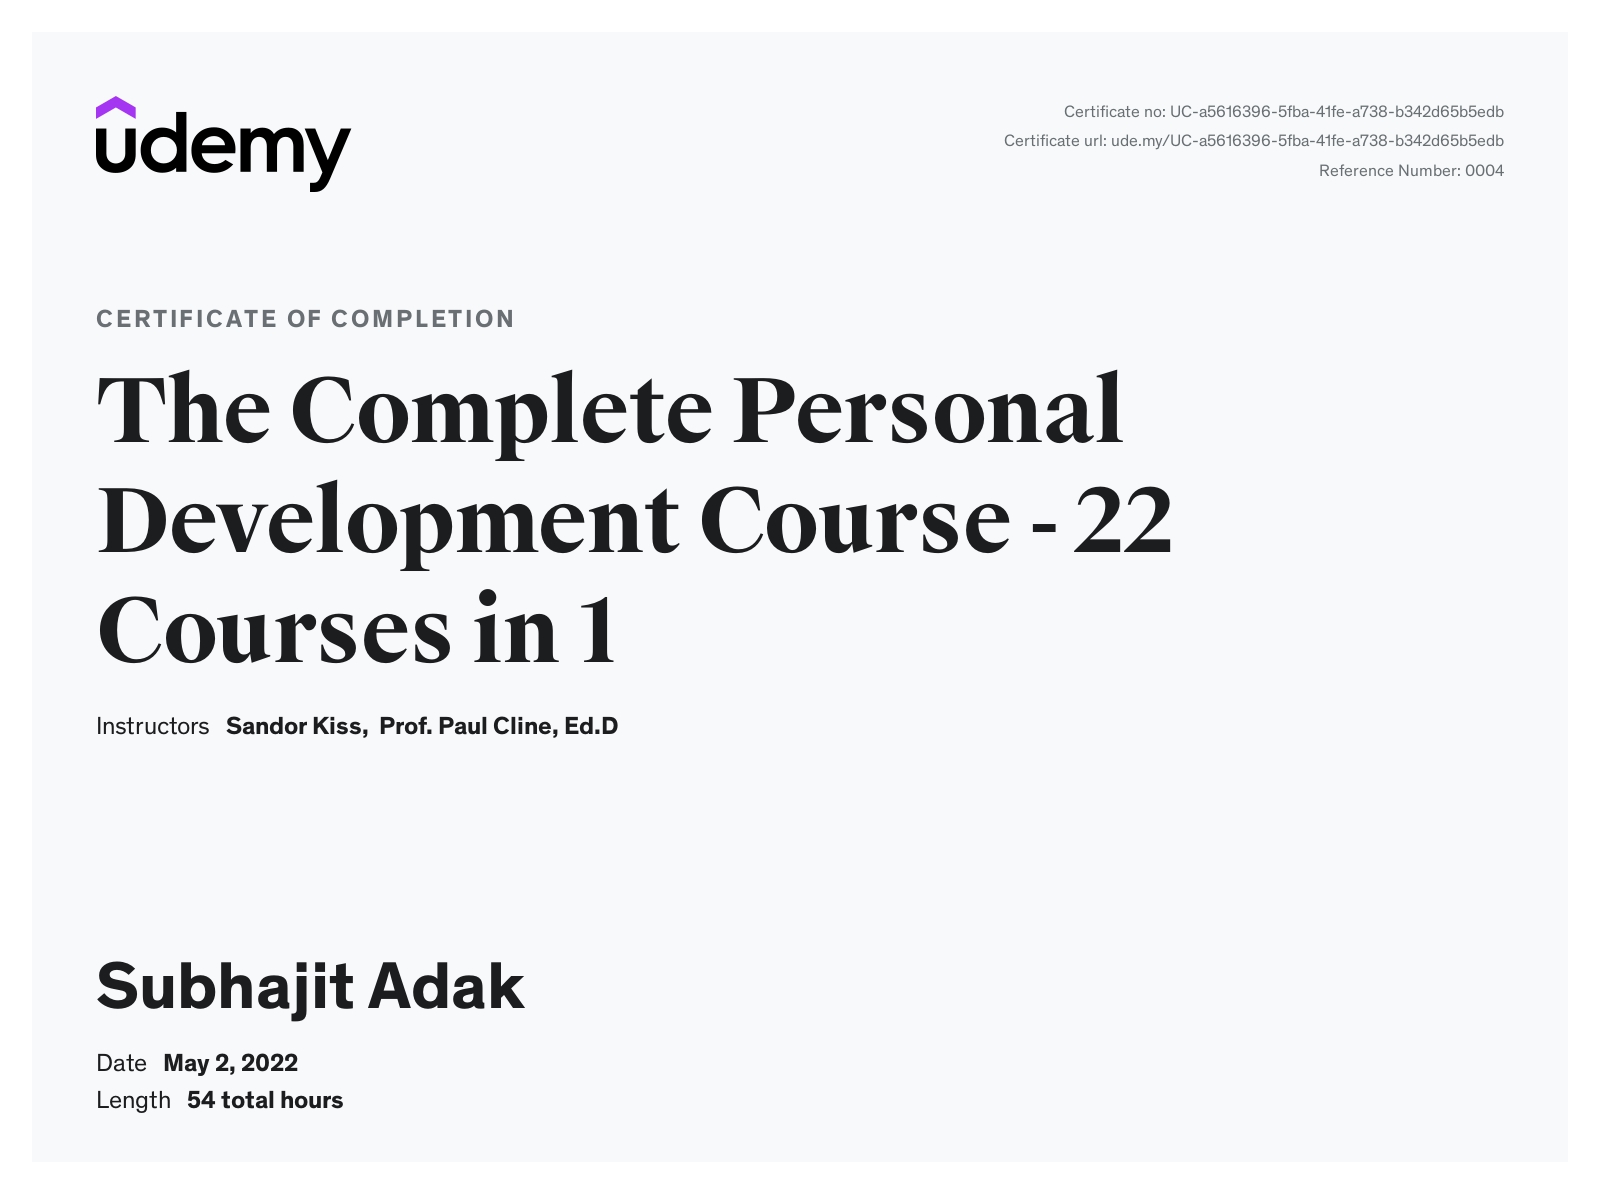 udemy
Certificate no: UC-a5616396-5fba-41fe-a738-b342d65b5edb
Certificate url: ude.my/UC-a5616396-5fba-41fe-a738-b342d65b5edb
Reference Number: 0004
CERTIFICATE OF COMPLETION
The Complete Personal
Development Course - 22
Courses in 1
Instructors Sandor Kiss, Prof. Paul Cline, Ed.D
Subhajit Adak
Date May 2, 2022
Length 54 total hours